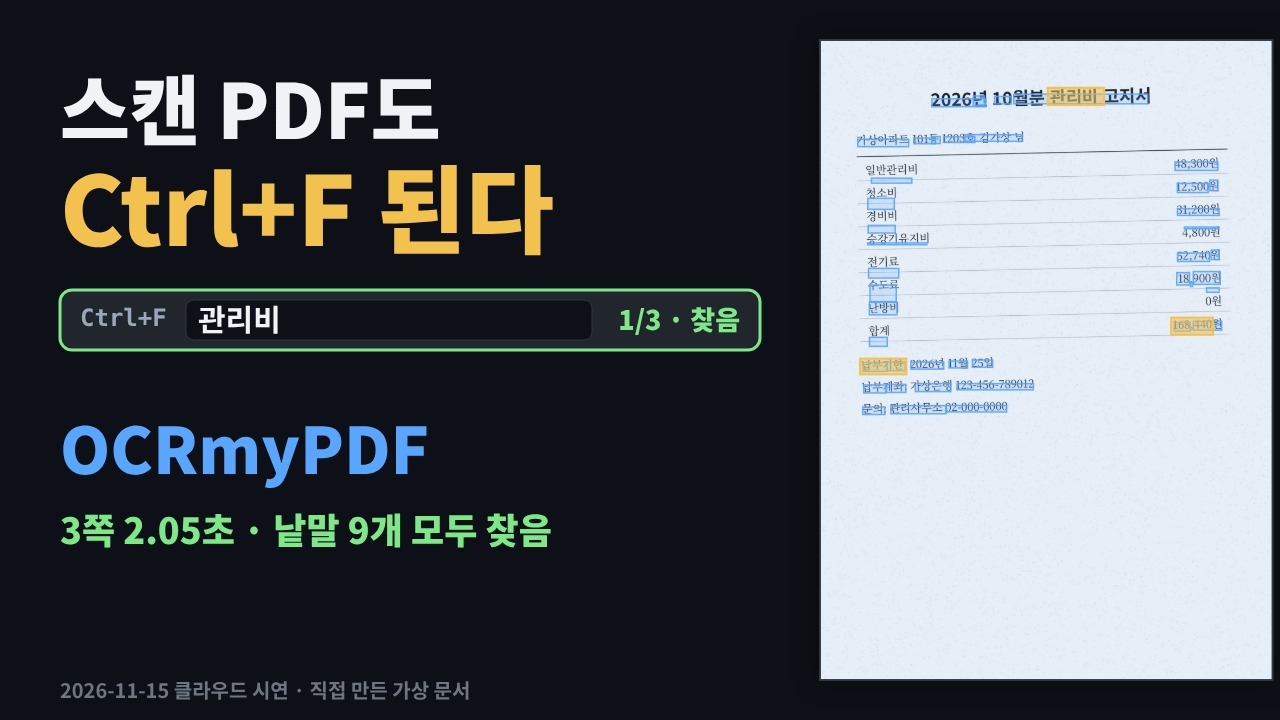 스캔 PDF도
Ctrl+F 된다
Ctrl+F 관리비 1/3 · 찾음
OCRmyPDF
3쪽 2.05초 · 낱말 9개 모두 찾음
2026-11-15 클라우드 시연 · 직접 만든 가상 문서
2026년 10월분 관리비 고지서
가상아파트 101동 1203호 김가상 님
일반관리비 48,300원
청소비 12,500원
경비비 31,200원
승강기유지비 4,800원
전기료 52,740원
수도료 18,900원
난방비 0원
합계 168,440원
납부기한 2026년 11월 25일
납부계좌 가상은행 123-456-789012
문의 관리사무소 02-000-0000